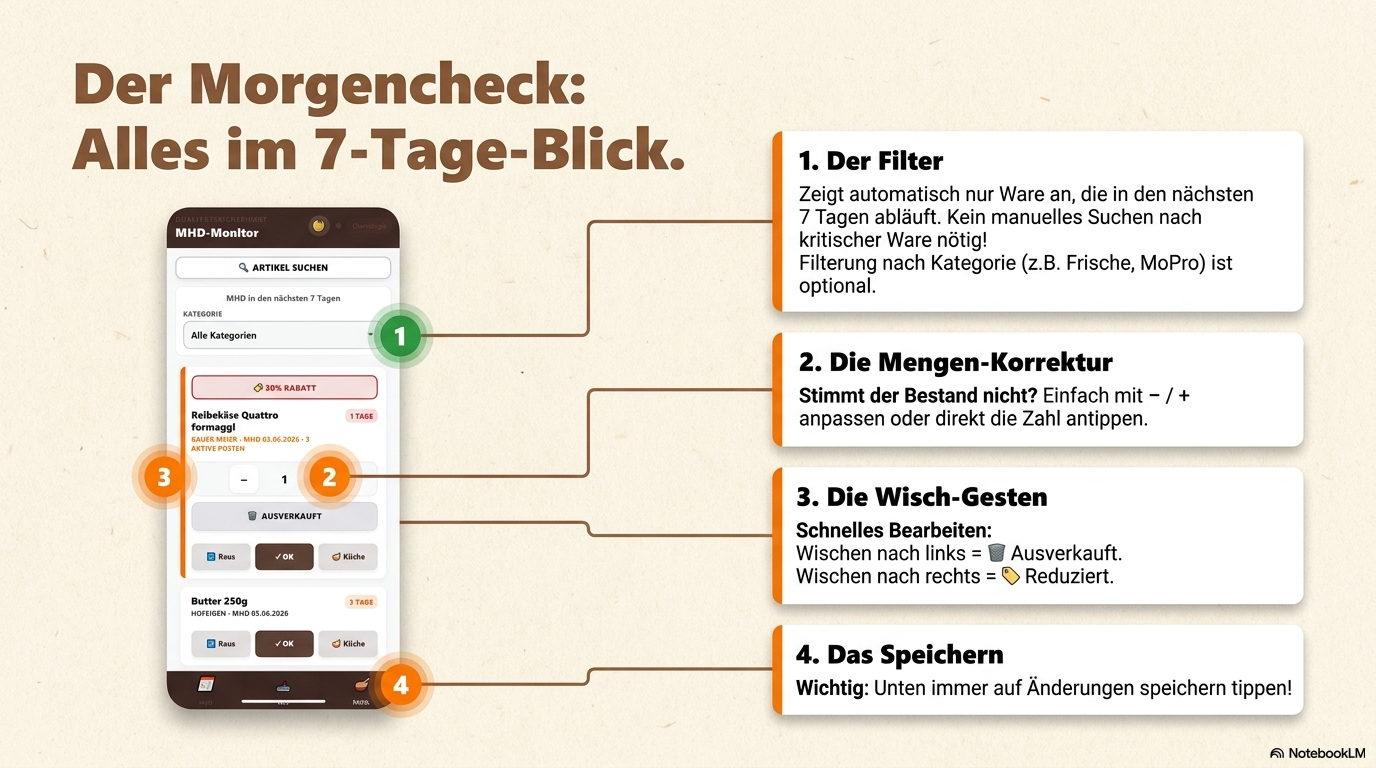 Der Morgencheck:
Alles im 7-Tage-Blick.
QUALITETSSICHERHMIET
MHD-Monitor
🔍 ARTIKEL SUCHEN
MHD in den nächsten 7 Tagen
KATEGORIE
Alle Kategorien
1
30% RABATT
Reibekäse Quattro
formaggl
1 TAGE
BAUER MEIER - MHD 03.06.2026 · 3
AKTIVE POSTEN
3
– 1
2
AUSVERKAUFT
Raus ✓ OK Küche
Butter 250g
3 TAGE
HOFEIGEN - MHD 05.06.2026
Raus ✓ OK Küche
4
1. Der Filter
Zeigt automatisch nur Ware an, die in den nächsten
7 Tagen abläuft. Kein manuelles Suchen nach
kritischer Ware nötig!
Filterung nach Kategorie (z.B. Frische, MoPro) ist
optional.
2. Die Mengen-Korrektur
Stimmt der Bestand nicht? Einfach mit – / +
anpassen oder direkt die Zahl antippen.
3. Die Wisch-Gesten
Schnelles Bearbeiten:
Wischen nach links = 🗑️ Ausverkauft.
Wischen nach rechts = 🏷️ Reduziert.
4. Das Speichern
Wichtig: Unten immer auf Änderungen speichern tippen!
NotebookLM